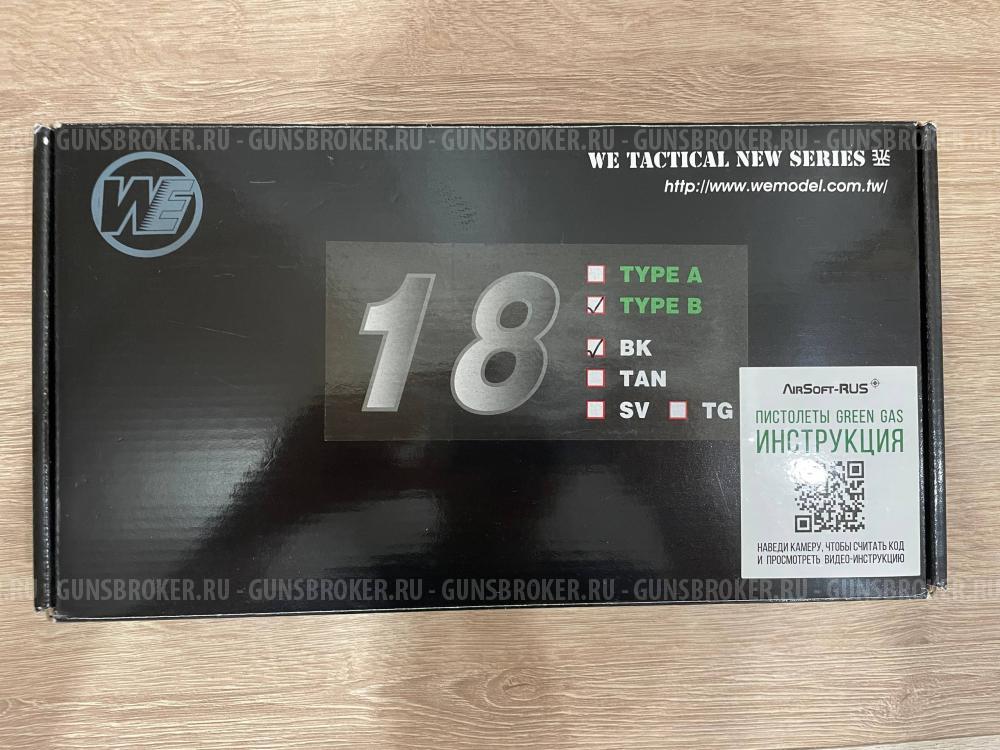 GUNSBROKER.RU - GUNSBROKER.RU - GUNSBROKER.RU - GUNSBROKER.RU - GUNSBROKER.RU
WE
WE TACTICAL NEW SERIES
http://www.wemodel.com.tw/
18
TYPE A
TYPE B
BK
TAN
SV TG
AIRSOFT-RUS
ПИСТОЛЕТЫ GREEN GAS
ИНСТРУКЦИЯ
НАВЕДИ КАМЕРУ, ЧТОБЫ СЧИТАТЬ КОД
И ПРОСМОТРЕТЬ ВИДЕО-ИНСТРУКЦИЮ
GUNSBROKER.RU - GUNSBROKER.RU - GUNSBROKER.RU - GUNSBROKER.RU - GUNSBROKER.RU